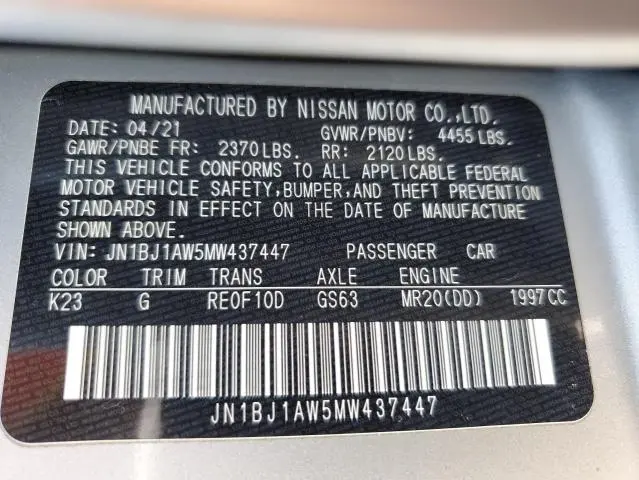 MANUFACTURED BY NISSAN MOTOR CO.,LTD.
DATE: 04/21 GVWR/PNBV: 4455 LBS.
GAWR/PNBE FR: 2370 LBS. RR: 2120 LBS.
THIS VEHICLE CONFORMS TO ALL APPLICABLE FEDERAL
MOTOR VEHICLE SAFETY,BUMPER,AND THEFT PREVENTION
STANDARDS IN EFFECT ON THE DATE OF MANUFACTURE
SHOWN ABOVE.
VIN: JN1BJ1AW5MW437447 PASSENGER CAR
COLOR TRIM TRANS AXLE ENGINE
K23 G RE0F10D GS63 MR20(DD) 1997CC
JN1BJ1AW5MW437447